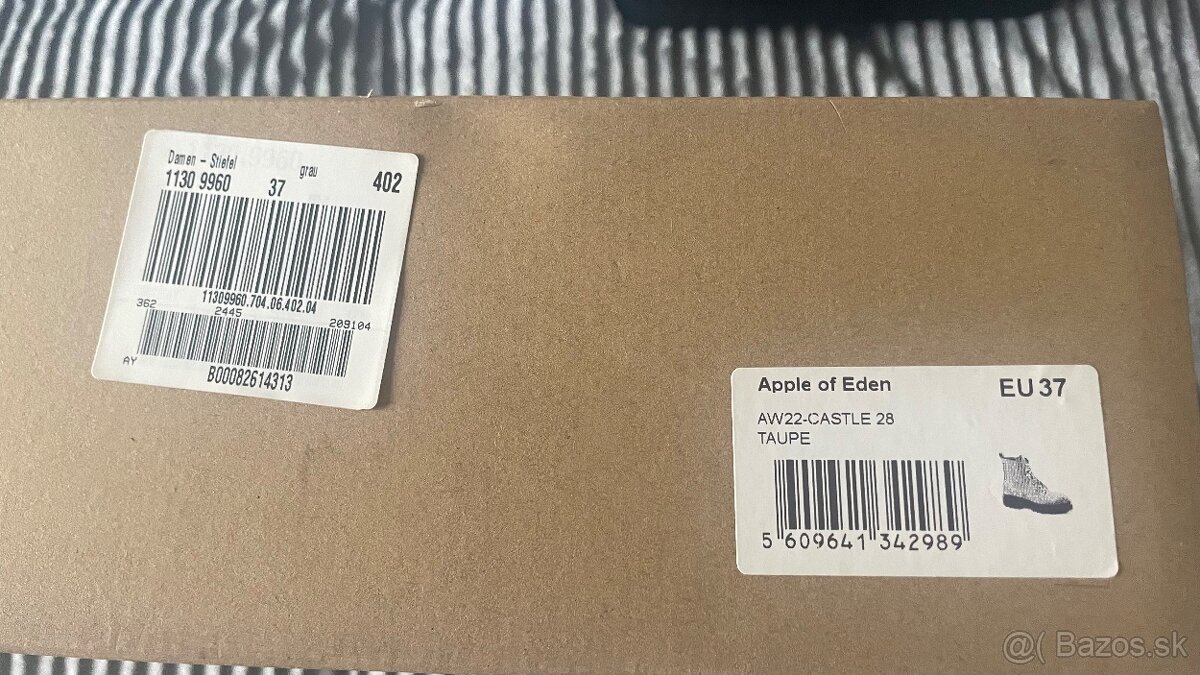 Damen - Stiefel grau
1130 9960 37 402
11309960.704.06.402.04
362 2445 209104
AY
B00082614313
Apple of Eden EU 37
AW22-CASTLE 28
TAUPE
5 609641 342989
@( Bazos.sk